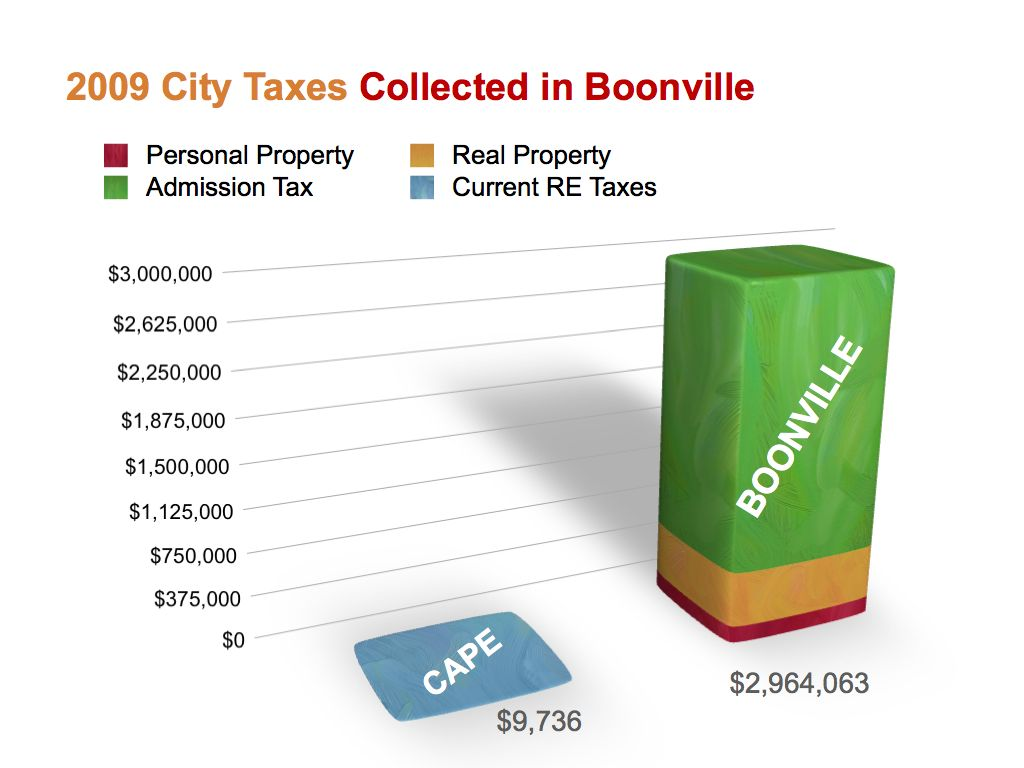 2009 City Taxes Collected in Boonville
Personal Property Real Property
Admission Tax Current RE Taxes
$3,000,000
$2,625,000
$2,250,000
$1,875,000
$1,500,000
$1,125,000
$750,000
$375,000
$0
BOONVILLE
CAPE
$2,964,063
$9,736